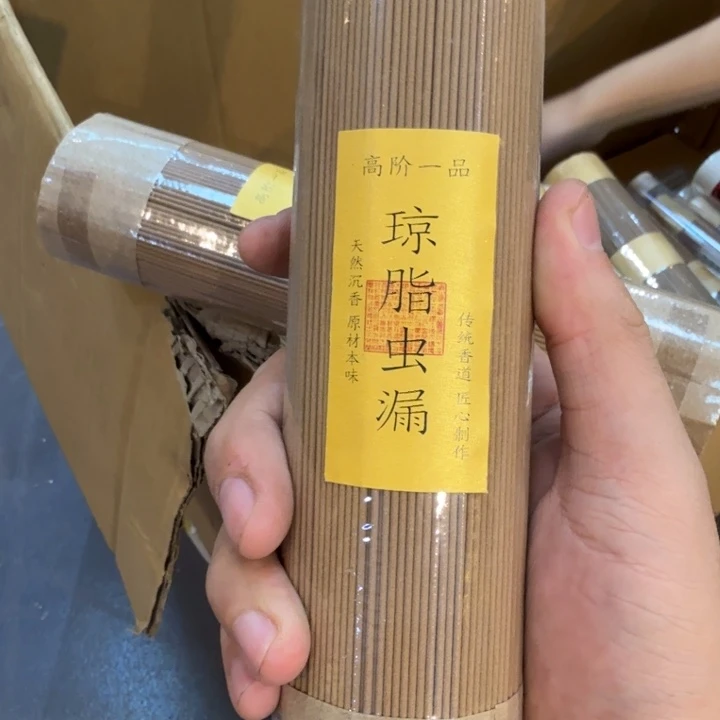 高阶一品
琼脂虫漏
天然沉香 原材本味
传统香道 匠心制作